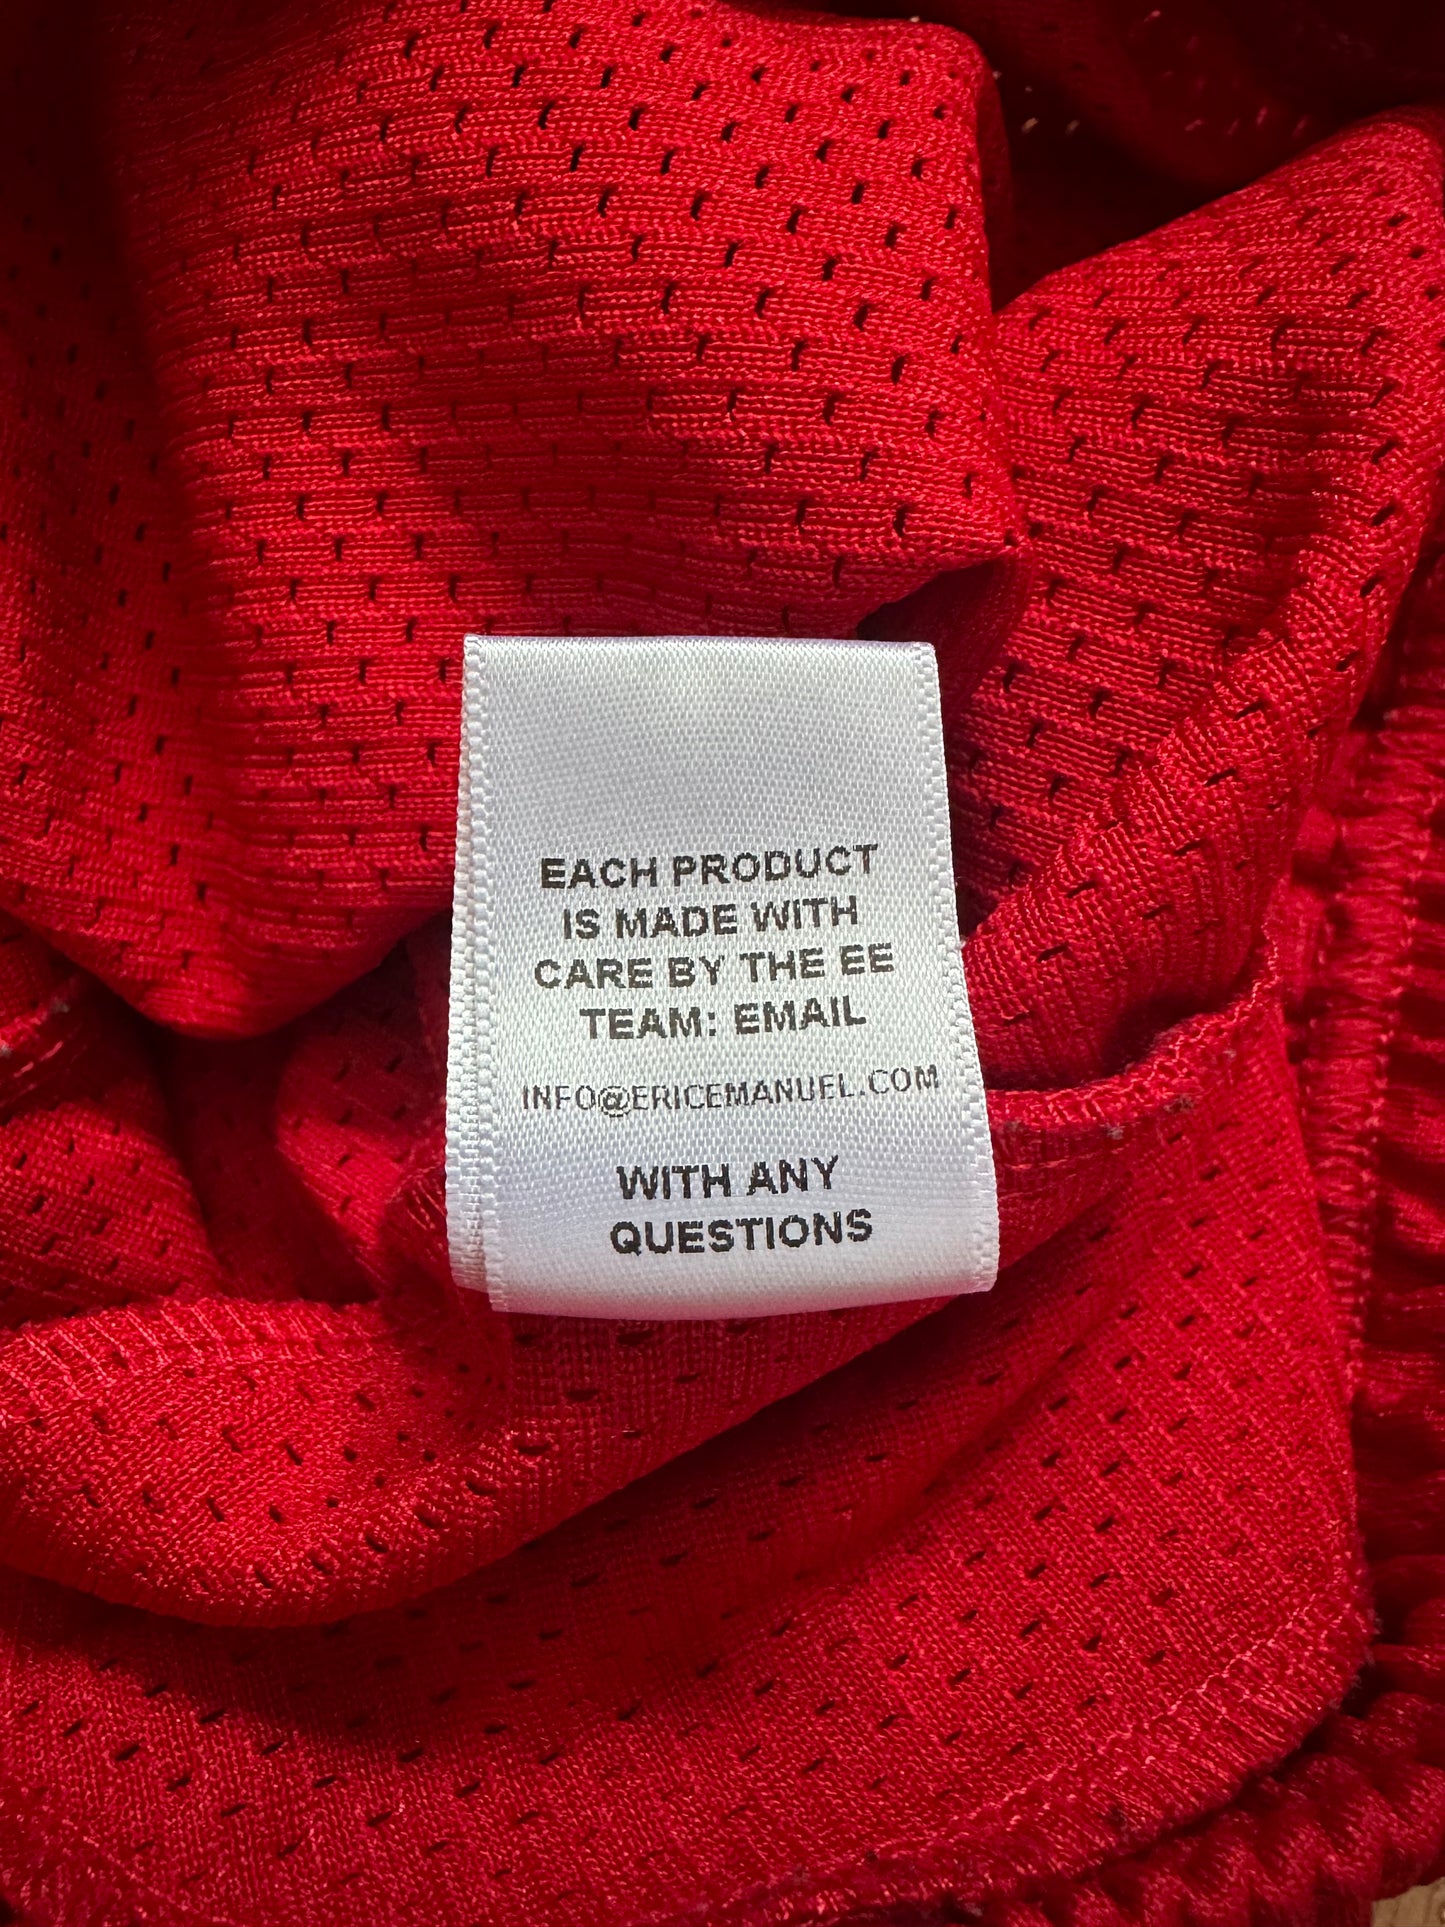 EACH PRODUCT
IS MADE WITH
CARE BY THE EE
TEAM: EMAIL
INFO@ERICEMANUEL.COM
WITH ANY
QUESTIONS